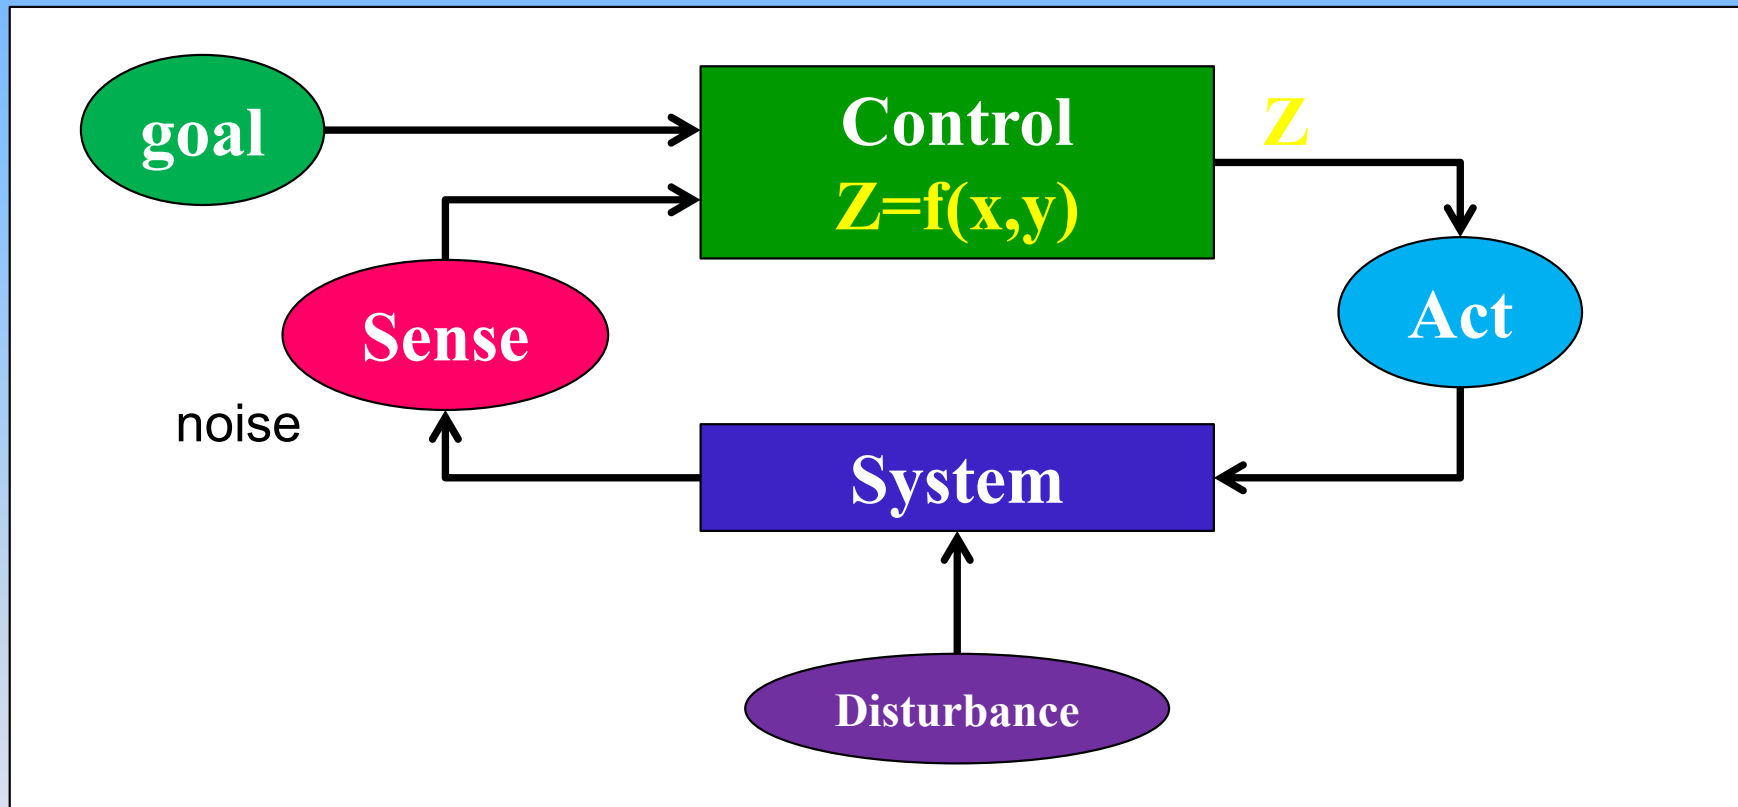 goal
Control
Z=f(x,y)
Z
Sense
Act
noise
System
Disturbance